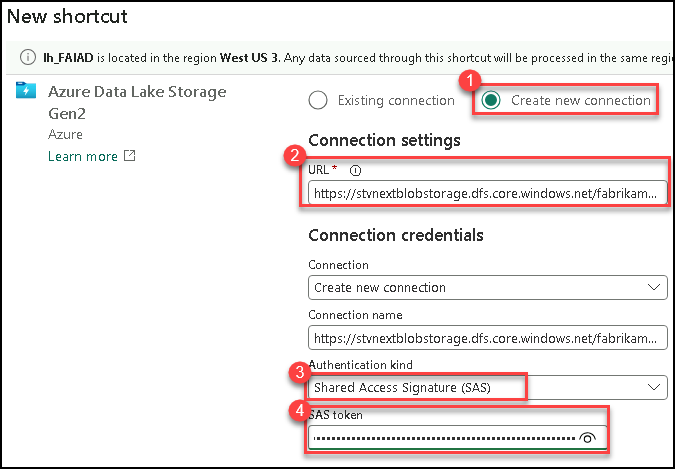 New shortcut
lh_FAIAD is located in the region West US 3. Any data sourced through this shortcut will be processed in the same regi
Azure Data Lake Storage
Gen2
Azure
Learn more
1
Existing connection
Create new connection
Connection settings
2
URL *
https://stvnextblobstorage.dfs.core.windows.net/fabrikam...
Connection credentials
Connection
Create new connection
Connection name
https://stvnextblobstorage.dfs.core.windows.net/fabrikam...
Authentication kind
3
Shared Access Signature (SAS)
4
SAS token